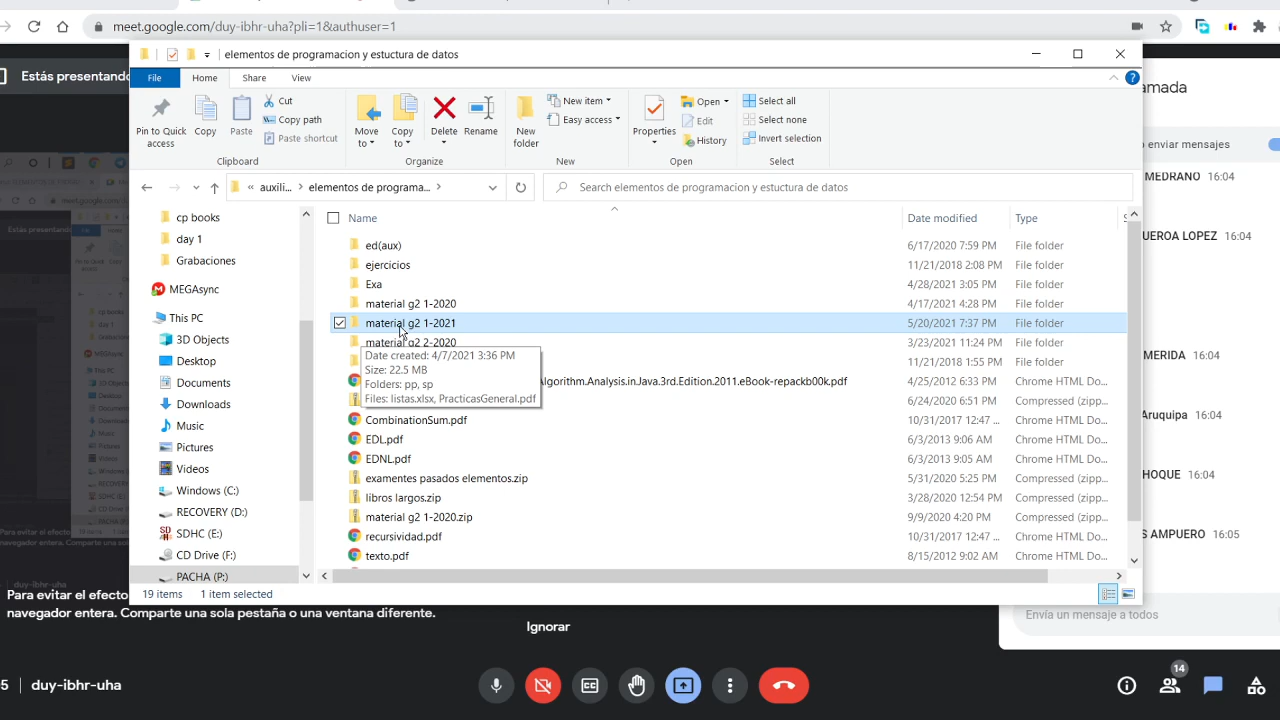 meet.google.com/duy-ibhr-uha?pli=1&authuser=1
elementos de programacion y estuctura de datos
Estás presentando
amada
File Home Share View
Pin to Quick access
Copy
Paste
Cut
Copy path
Paste shortcut
Clipboard
Move to
Copy to
Delete
Rename
Organize
New folder
New item
Easy access
New
Properties
Open
Edit
History
Open
Select all
Select none
Invert selection
Select
enviar mensajes
MEDRANO 16:04
« auxili... > elementos de programa... >
Search elementos de programacion y estuctura de datos
cp books
day 1
Grabaciones
MEGAsync
This PC
3D Objects
Desktop
Documents
Downloads
Music
Pictures
Videos
Windows (C:)
RECOVERY (D:)
SDHC (E:)
CD Drive (F:)
PACHA (P:)
Name Date modified Type
ed(aux) 6/17/2020 7:59 PM File folder
ejercicios 11/21/2018 2:08 PM File folder
Exa 4/28/2021 3:05 PM File folder
material g2 1-2020 4/17/2021 4:28 PM File folder
material g2 1-2021 5/20/2021 7:37 PM File folder
material g2 2-2020 3/23/2021 11:24 PM File folder
11/21/2018 1:55 PM File folder
Algorithm.Analysis.in.Java.3rd.Edition.2011.eBook-repackb00k.pdf 4/25/2012 6:33 PM Chrome HTML Do...
6/24/2020 6:51 PM Compressed (zipp...
CombinationSum.pdf 10/31/2017 12:47 ... Chrome HTML Do...
EDL.pdf 6/3/2013 9:06 AM Chrome HTML Do...
EDNL.pdf 6/3/2013 9:05 AM Chrome HTML Do...
examentes pasados elementos.zip 5/31/2020 5:25 PM Compressed (zipp...
libros largos.zip 3/28/2020 12:54 PM Compressed (zipp...
material g2 1-2020.zip 9/9/2020 4:20 PM Compressed (zipp...
recursividad.pdf 10/31/2017 12:47 ... Chrome HTML Do...
texto.pdf 8/15/2012 9:02 AM Chrome HTML Do...
Date created: 4/7/2021 3:36 PM
Size: 22.5 MB
Folders: pp, sp
Files: listas.xlsx, PracticasGeneral.pdf
19 items 1 item selected
UEROA LOPEZ 16:04
MERIDA 16:04
Aruquipa 16:04
HOQUE 16:04
S AMPUERO 16:05
Envía un mensaje a todos
Para evitar el efecto
navegador entera. Comparte una sola pestaña o una ventana diferente.
Ignorar
5 | duy-ibhr-uha
14